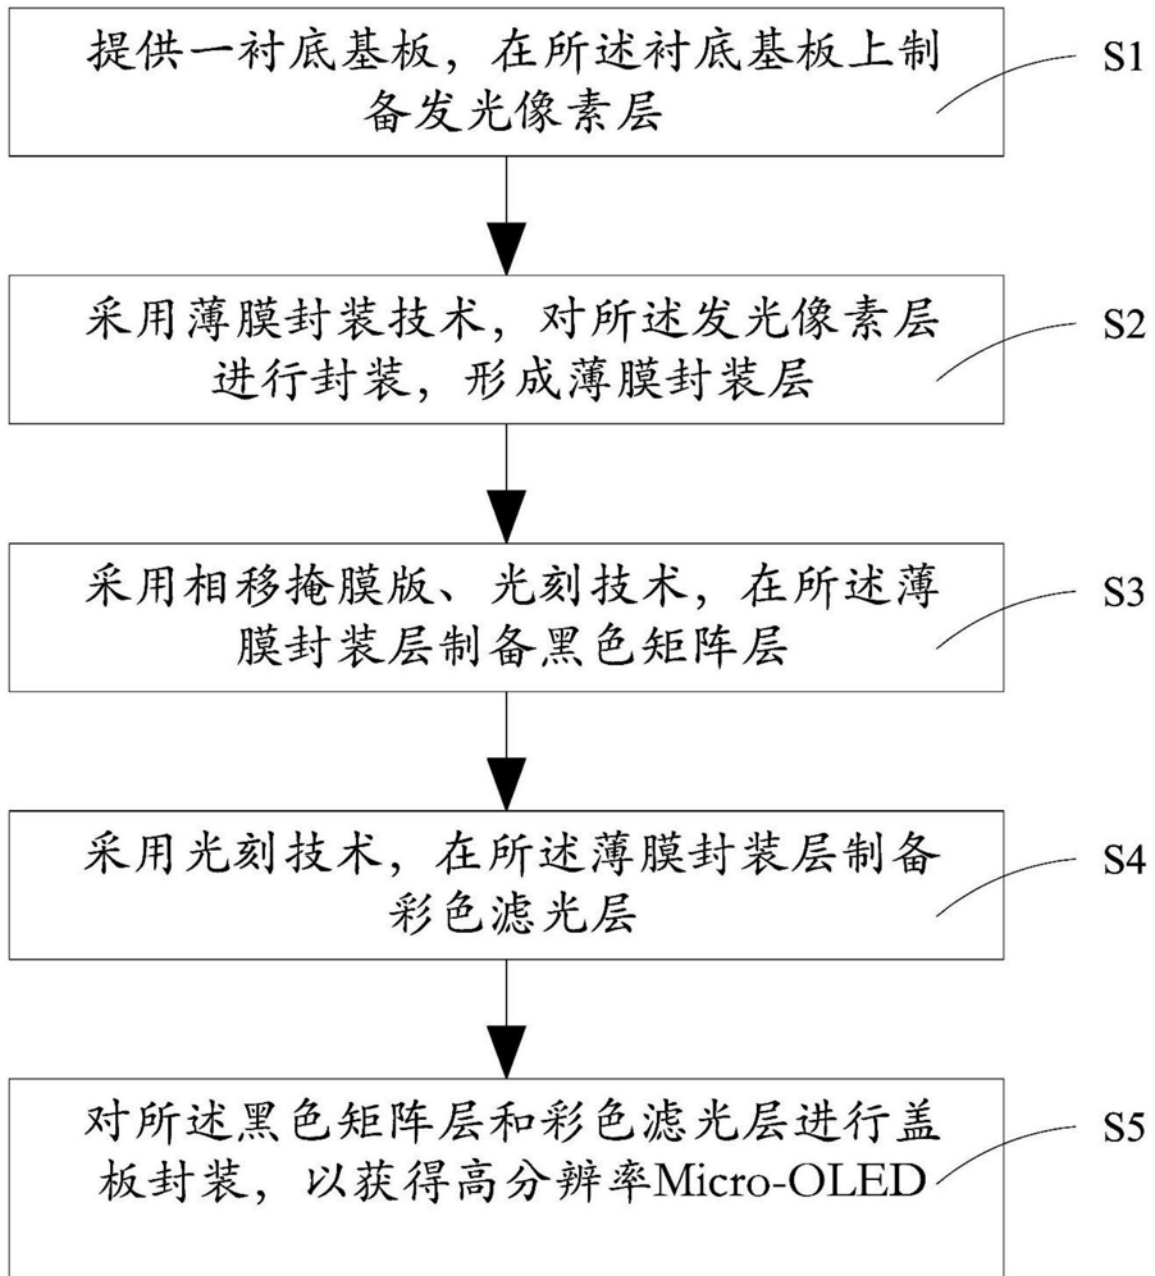 提供一衬底基板，在所述衬底基板上制
备发光像素层
S1
采用薄膜封装技术，对所述发光像素层
进行封装，形成薄膜封装层
S2
采用相移掩膜版、光刻技术，在所述薄
膜封装层制备黑色矩阵层
S3
采用光刻技术，在所述薄膜封装层制备
彩色滤光层
S4
对所述黑色矩阵层和彩色滤光层进行盖
板封装，以获得高分辨率Micro-OLED
S5